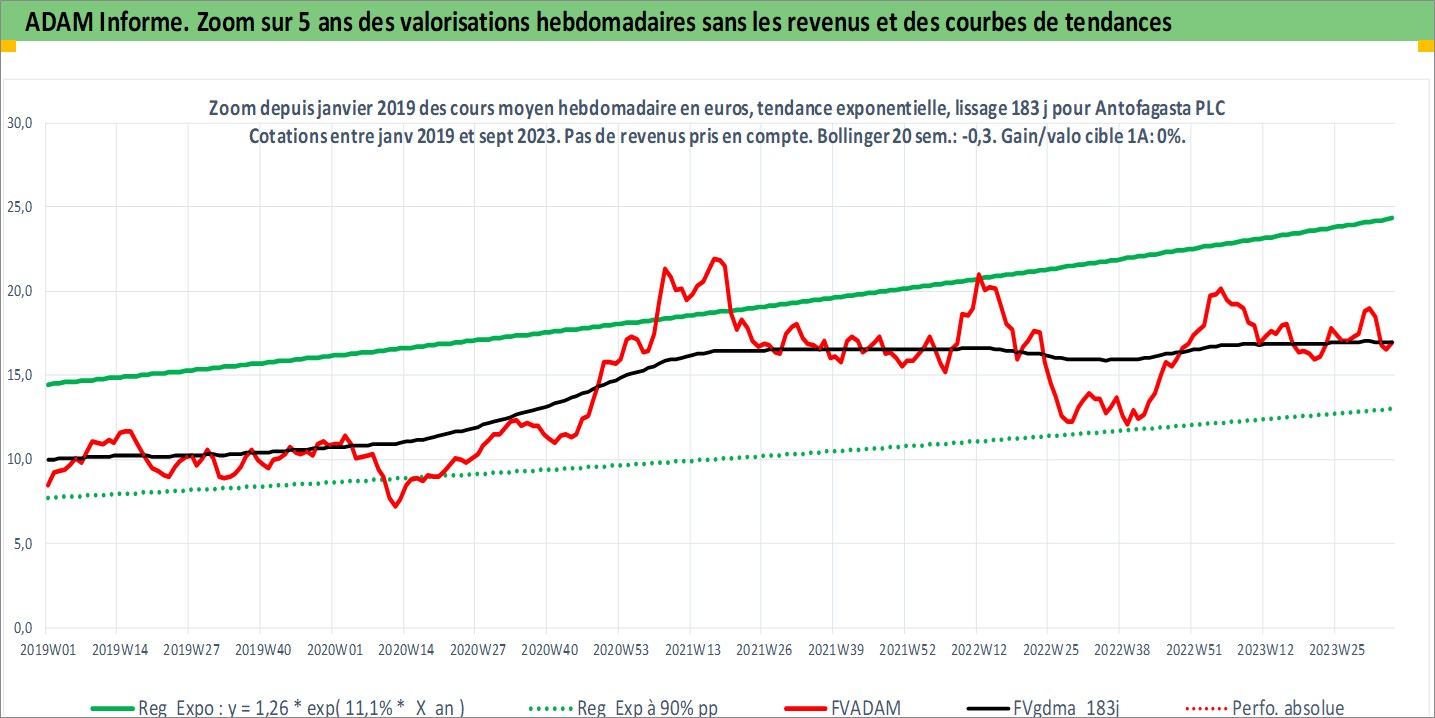 ADAM Informe. Zoom sur 5 ans des valorisations hebdomadaires sans les revenus et des courbes de tendances
Zoom depuis janvier 2019 des cours moyen hebdomadaire en euros, tendance exponentielle, lissage 183 j pour Antofagasta PLC
Cotations entre janv 2019 et sept 2023. Pas de revenus pris en compte. Bollinger 20 sem.: -0,3. Gain/valo cible 1A: 0%.
30,0
25,0
20,0
15,0
10,0
5,0
0,0
2019W01 2019W14 2019W27 2019W40 2020W01 2020W14 2020W27 2020W40 2020W53 2021W13 2021W26 2021W39 2021W52 2022W12 2022W25 2022W38 2022W51 2023W12 2023W25
Reg Expo : y = 1,26 * exp( 11,1% * X an ) Reg Exp à 90% pp FVADAM FVgdma 183j Perfo. absolue